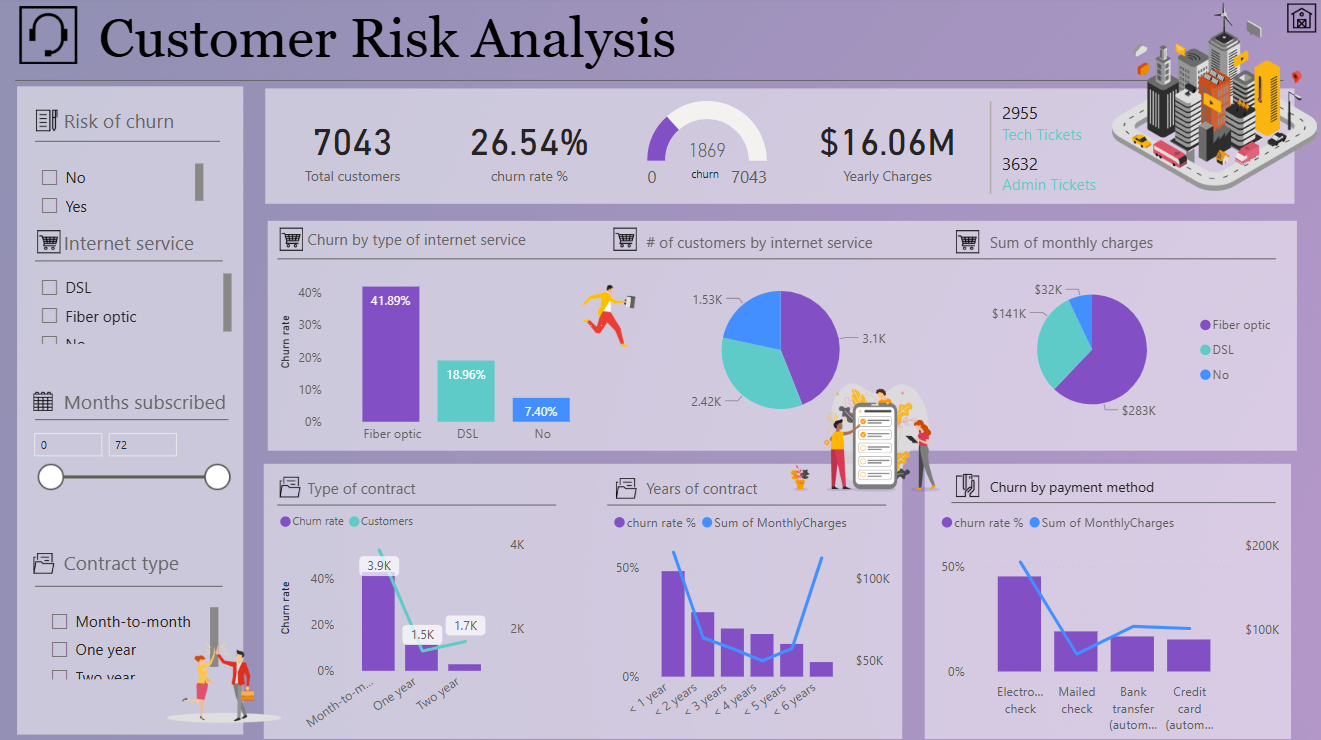 Customer Risk Analysis
Risk of churn
No
Yes
Internet service
DSL
Fiber optic
No
Months subscribed
0
72
Contract type
Month-to-month
One year
Two year
7043
Total customers
26.54%
churn rate %
1869
0
churn
7043
$16.06M
Yearly Charges
2955
Tech Tickets
3632
Admin Tickets
Churn by type of internet service
Churn rate
40%
30%
20%
10%
0%
41.89%
18.96%
7.40%
Fiber optic
DSL
No
# of customers by internet service
1.53K
3.1K
2.42K
Sum of monthly charges
$32K
$141K
$283K
Fiber optic
DSL
No
Type of contract
Churn rate
Customers
Churn rate
40%
20%
0%
4K
2K
3.9K
1.5K
1.7K
Month-to-m...
One year
Two year
Years of contract
churn rate %
Sum of MonthlyCharges
50%
0%
$100K
$50K
< 1 year
< 2 years
< 3 years
< 4 years
< 5 years
< 6 years
Churn by payment method
churn rate %
Sum of MonthlyCharges
50%
0%
$200K
$100K
Electro...
check
Mailed
check
Bank
transfer
(autom...
Credit
card
(autom...